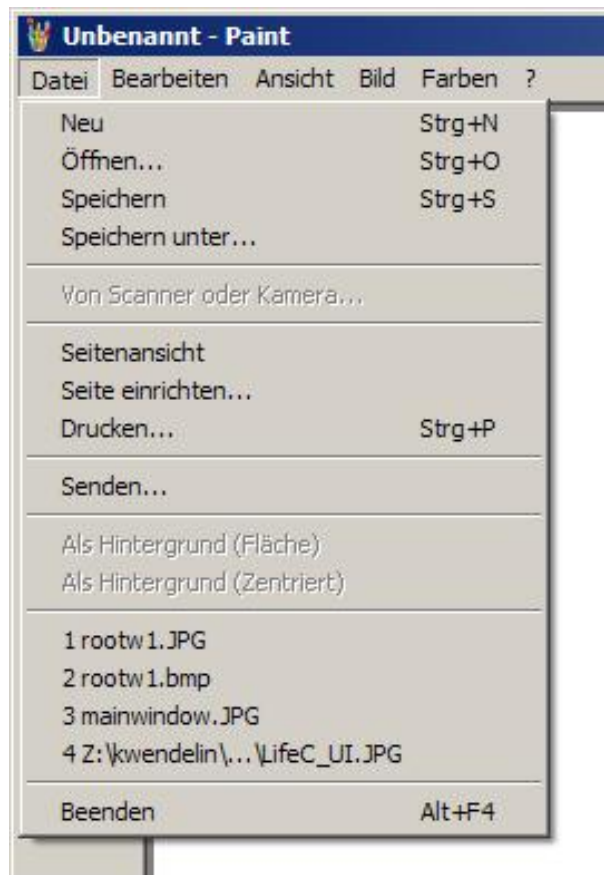 Unbenannt - Paint
Datei Bearbeiten Ansicht Bild Farben ?
Neu Strg+N
Öffnen... Strg+O
Speichern Strg+S
Speichern unter...
Von Scanner oder Kamera...
Seitenansicht
Seite einrichten...
Drucken... Strg+P
Senden...
Als Hintergrund (Fläche)
Als Hintergrund (Zentriert)
1 rootw1.JPG
2 rootw1.bmp
3 mainwindow.JPG
4 Z:\kwendelin\...\LifeC_UI.JPG
Beenden Alt+F4